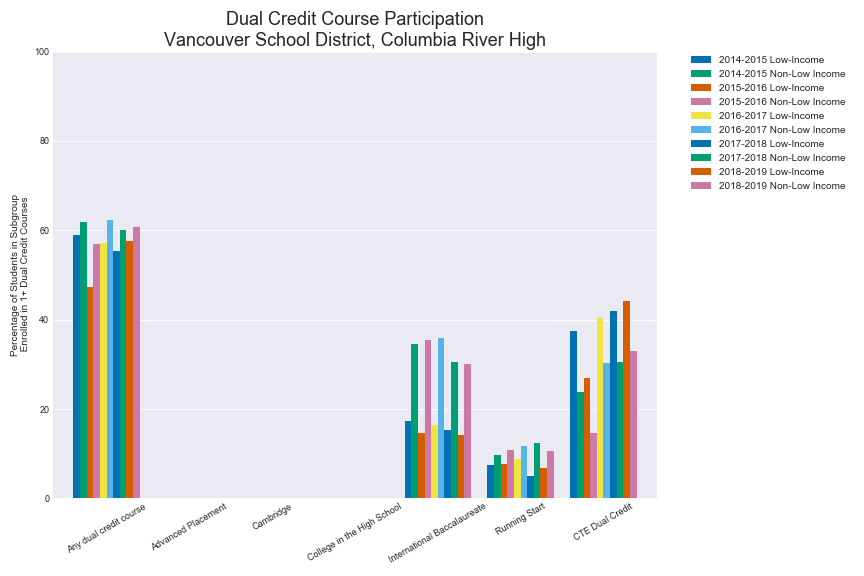 Dual Credit Course Participation
Vancouver School District, Columbia River High
2014-2015 Low-Income
2014-2015 Non-Low Income
2015-2016 Low-Income
2015-2016 Non-Low Income
2016-2017 Low-Income
2016-2017 Non-Low Income
2017-2018 Low-Income
2017-2018 Non-Low Income
2018-2019 Low-Income
2018-2019 Non-Low Income
Percentage of Students in Subgroup
Enrolled in 1+ Dual Credit Courses
100
80
60
40
20
0
Any dual credit course
Advanced Placement
Cambridge
College in the High School
International Baccalaureate
Running Start
CTE Dual Credit